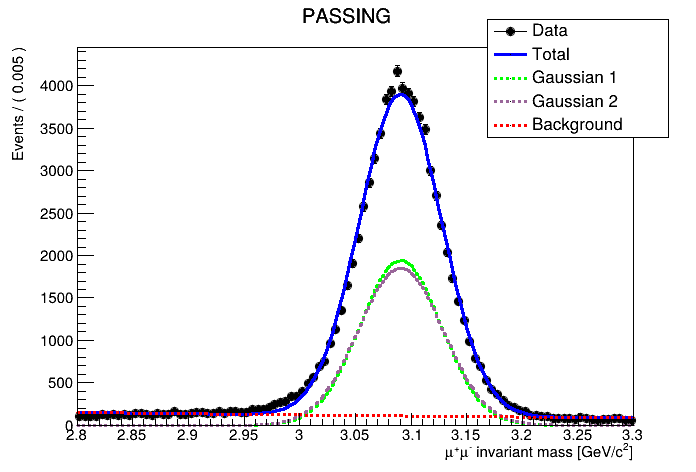 PASSING
Data
Total
Gaussian 1
Gaussian 2
Background
Events / ( 0.005 )
4000
3500
3000
2500
2000
1500
1000
500
0
2.8 2.85 2.9 2.95 3 3.05 3.1 3.15 3.2 3.25 3.3
μ⁺μ⁻ invariant mass [GeV/c²]